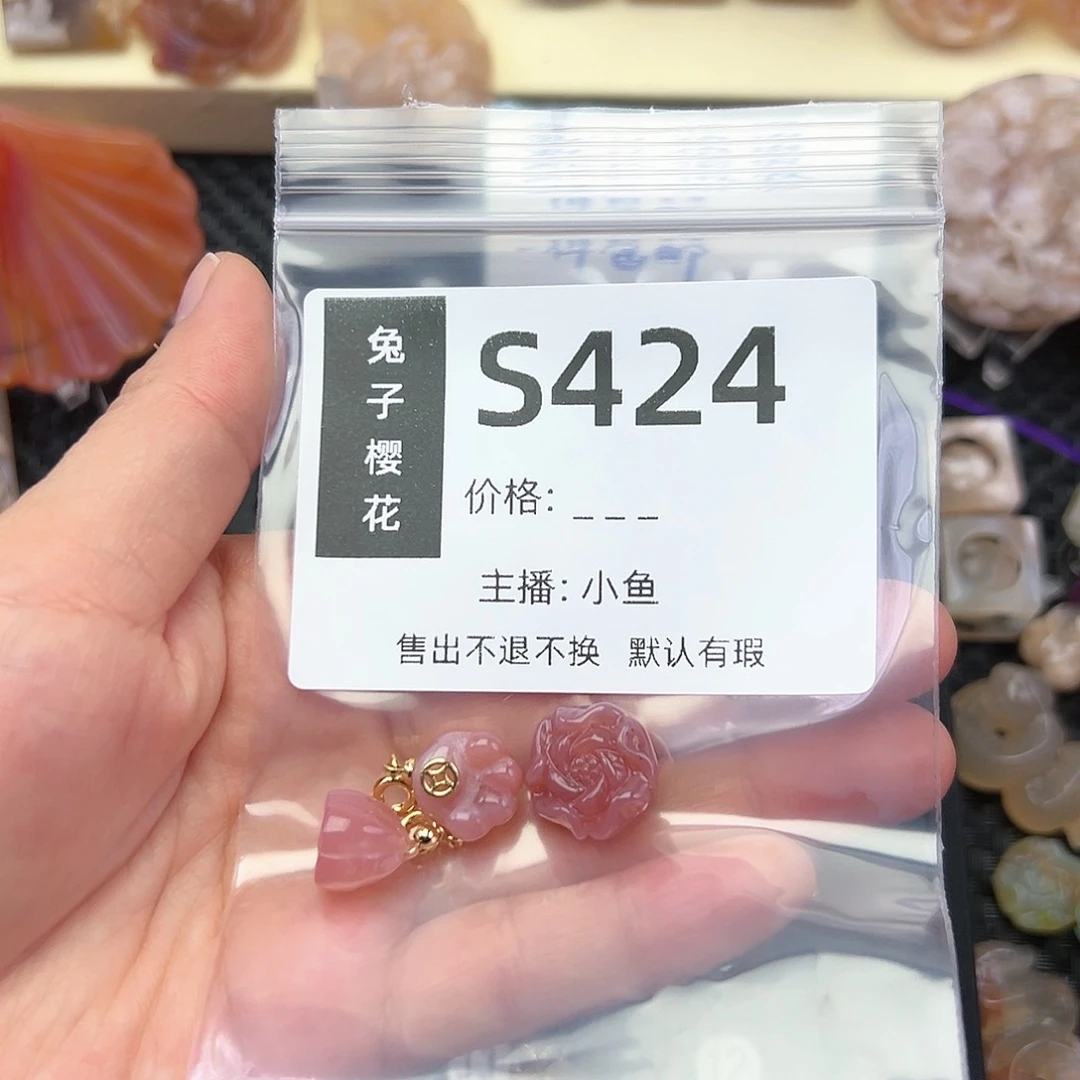 兔子樱花
S424
价格: _ _ _
主播: 小鱼
售出不退不换 默认有瑕